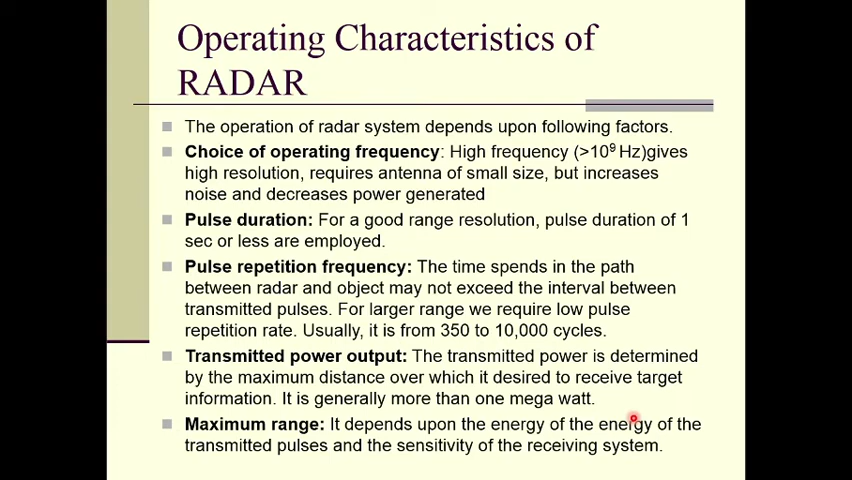 Operating Characteristics of
RADAR
The operation of radar system depends upon following factors.
Choice of operating frequency: High frequency (>10⁹ Hz)gives
high resolution, requires antenna of small size, but increases
noise and decreases power generated
Pulse duration: For a good range resolution, pulse duration of 1
sec or less are employed.
Pulse repetition frequency: The time spends in the path
between radar and object may not exceed the interval between
transmitted pulses. For larger range we require low pulse
repetition rate. Usually, it is from 350 to 10,000 cycles.
Transmitted power output: The transmitted power is determined
by the maximum distance over which it desired to receive target
information. It is generally more than one mega watt.
Maximum range: It depends upon the energy of the energy of the
transmitted pulses and the sensitivity of the receiving system.